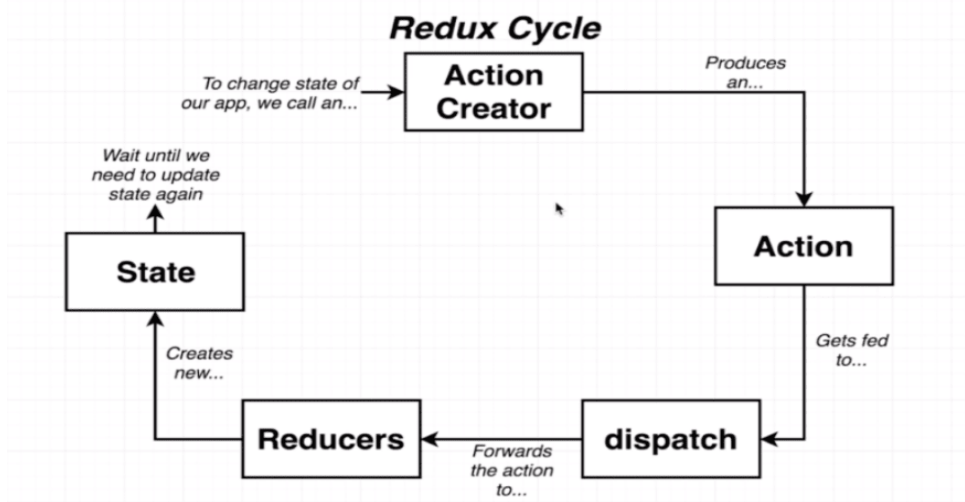 Redux Cycle
To change state of
our app, we call an...
Action
Creator
Produces
an...
Wait until we
need to update
state again
State
Action
Creates
new...
Gets fed
to...
Reducers
Forwards
the action
to...
dispatch